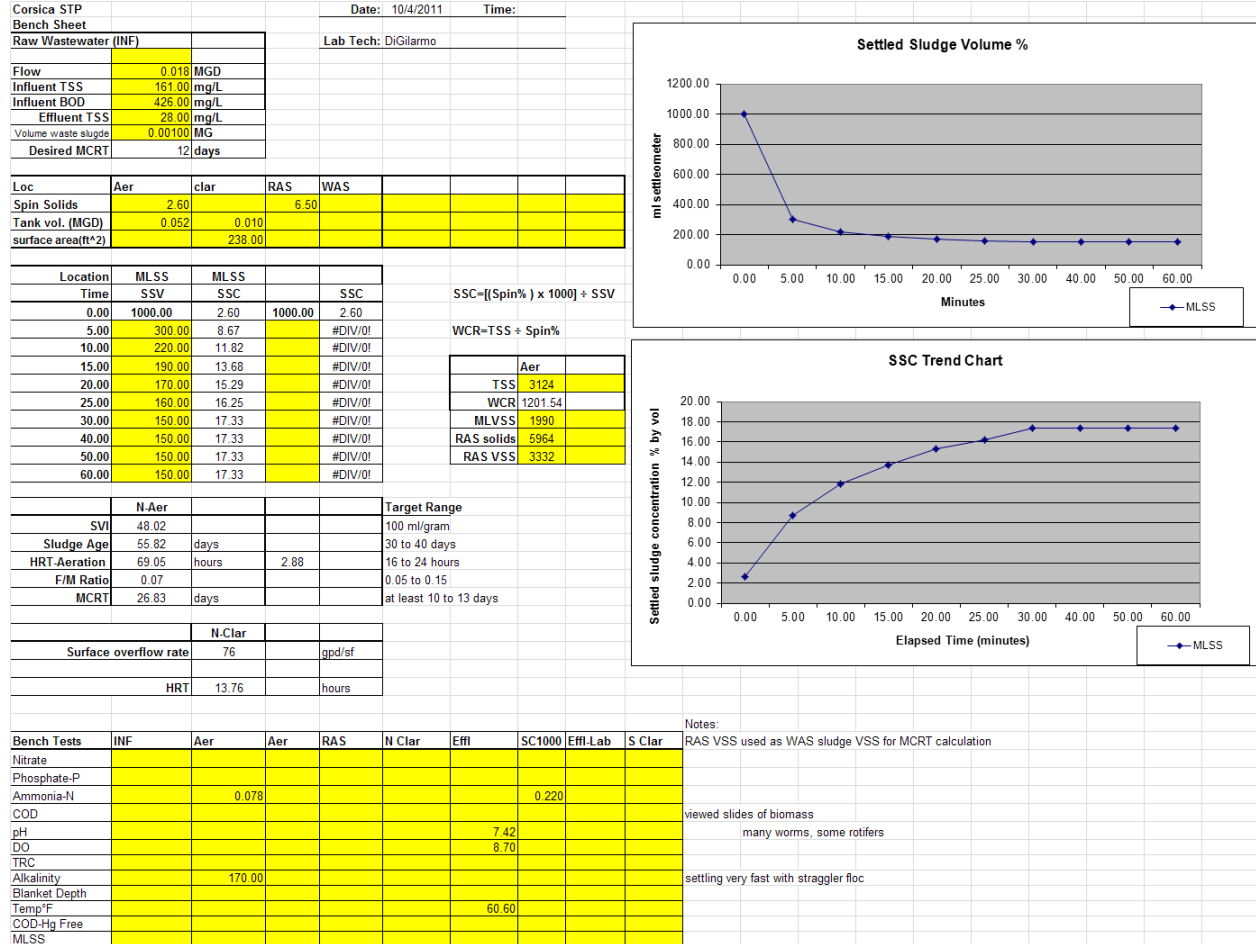 Corsica STP Date: 10/4/2011 Time:
Bench Sheet
Raw Wastewater (INF) Lab Tech: DiGilarmo
Flow 0.018 MGD
Influent TSS 161.00 mg/L
Influent BOD 426.00 mg/L
Effluent TSS 28.00 mg/L
Volume waste slugde 0.00100 MG
Desired MCRT 12 days
Loc Aer clar RAS WAS
Spin Solids 2.60 6.50
Tank vol. (MGD) 0.052 0.010
surface area(ft^2) 238.00
Location MLSS MLSS
Time SSV SSC SSC
0.00 1000.00 2.60 1000.00 2.60
5.00 300.00 8.67 #DIV/0!
10.00 220.00 11.82 #DIV/0!
15.00 190.00 13.68 #DIV/0!
20.00 170.00 15.29 #DIV/0!
25.00 160.00 16.25 #DIV/0!
30.00 150.00 17.33 #DIV/0!
40.00 150.00 17.33 #DIV/0!
50.00 150.00 17.33 #DIV/0!
60.00 150.00 17.33 #DIV/0!
SSC=[(Spin% ) x 1000] ÷ SSV
WCR=TSS ÷ Spin%
Aer
TSS 3124
WCR 1201.54
MLVSS 1990
RAS solids 5964
RAS VSS 3332
N-Aer Target Range
SVI 48.02 100 ml/gram
Sludge Age 55.82 days 30 to 40 days
HRT-Aeration 69.05 hours 2.88 16 to 24 hours
F/M Ratio 0.07 0.05 to 0.15
MCRT 26.83 days at least 10 to 13 days
N-Clar
Surface overflow rate 76 gpd/sf
HRT 13.76 hours
Settled Sludge Volume %
ml settleometer
1200.00
1000.00
800.00
600.00
400.00
200.00
0.00
0.00 5.00 10.00 15.00 20.00 25.00 30.00 40.00 50.00 60.00
Minutes
MLSS
SSC Trend Chart
Settled sludge concentration % by vol
20.00
18.00
16.00
14.00
12.00
10.00
8.00
6.00
4.00
2.00
0.00
0.00 5.00 10.00 15.00 20.00 25.00 30.00 40.00 50.00 60.00
Elapsed Time (minutes)
MLSS
Notes:
Bench Tests INF Aer Aer RAS N Clar Effl SC1000 Effl-Lab S Clar RAS VSS used as WAS sludge VSS for MCRT calculation
Nitrate
Phosphate-P
Ammonia-N 0.078 0.220
COD viewed slides of biomass
pH 7.42 many worms, some rotifers
DO 8.70
TRC
Alkalinity 170.00 settling very fast with straggler floc
Blanket Depth
Temp°F 60.60
COD-Hg Free
MLSS